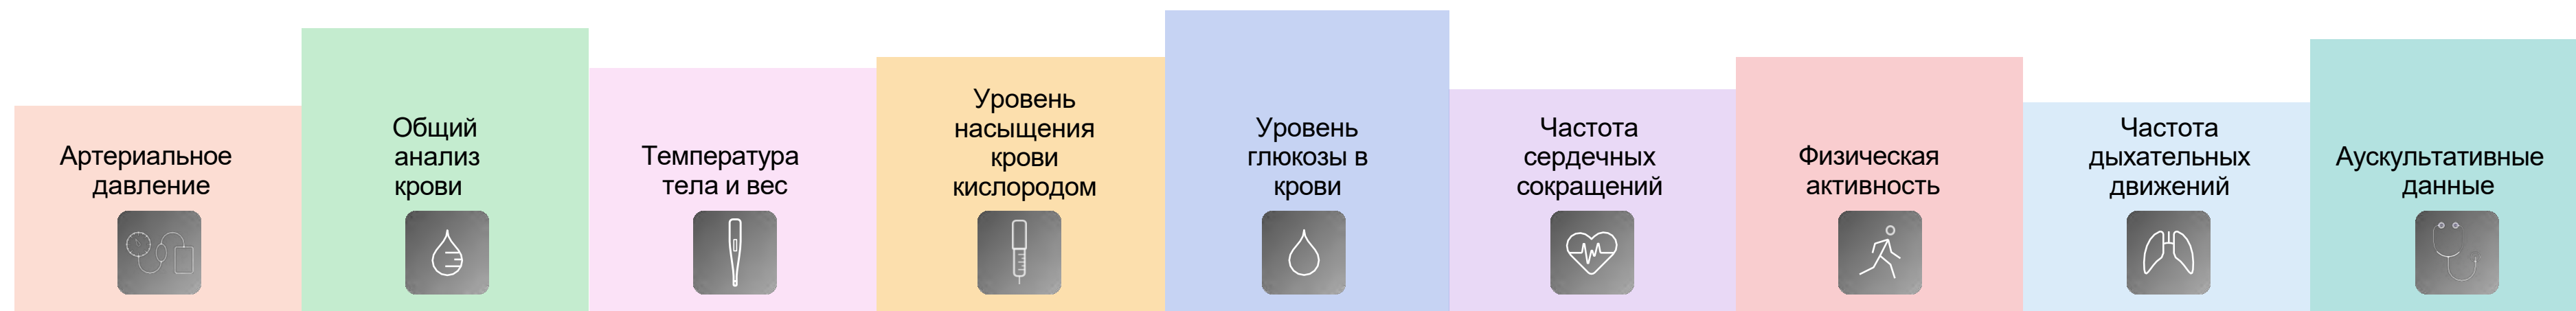 Артериальное
давление
Общий
анализ
крови
Температура
тела и вес
Уровень
насыщения
крови
кислородом
Уровень
глюкозы в
крови
Частота
сердечных
сокращений
Физическая
активность
Частота
дыхательных
движений
Аускультативные
данные